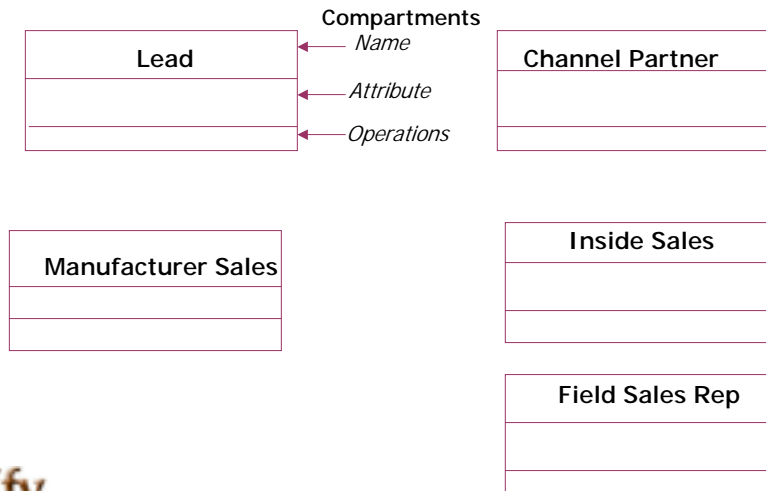 Compartments
Name
Lead
Channel Partner
Attribute
Operations
Inside Sales
Manufacturer Sales
Field Sales Rep